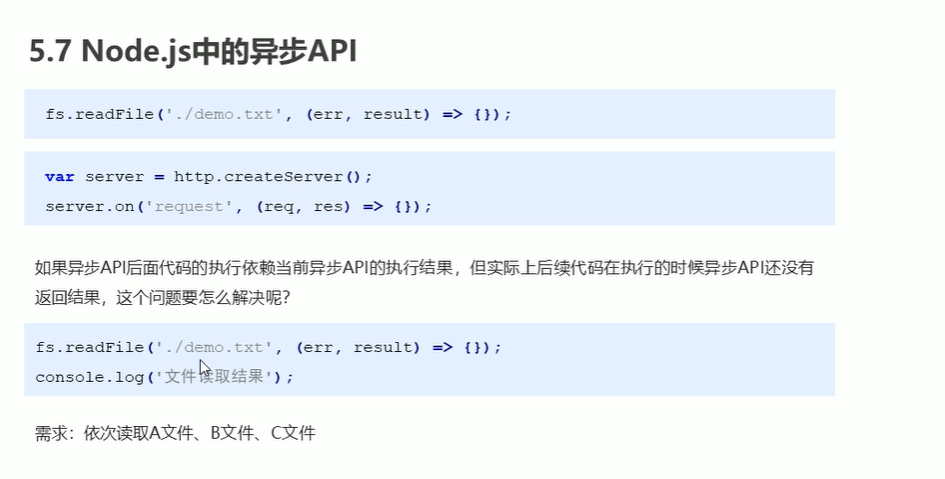 5.7 Node.js中的异步API
fs.readFile('./demo.txt', (err, result) => {});
var server = http.createServer();
server.on('request', (req, res) => {});
如果异步API后面代码的执行依赖当前异步API的执行结果，但实际上后续代码在执行的时候异步API还没有
返回结果，这个问题要怎么解决呢？
fs.readFile('./demo.txt', (err, result) => {});
console.log('文件读取结果');
需求：依次读取A文件、B文件、C文件